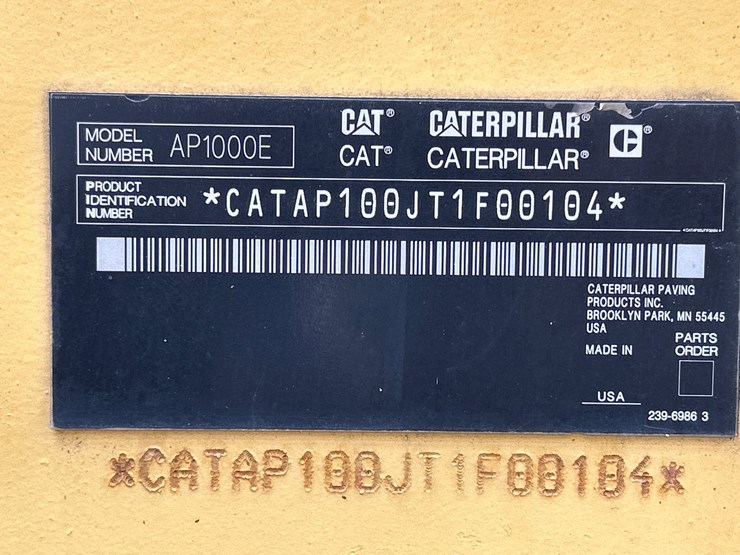 CAT® CATERPILLAR®
MODEL NUMBER AP1000E
CAT® CATERPILLAR®
PRODUCT IDENTIFICATION NUMBER *CATAP100JT1F00104*
CATERPILLAR PAVING
PRODUCTS INC.
BROOKLYN PARK, MN 55445
USA
MADE IN
USA
PARTS
ORDER
239-6986 3
*CATAP100JT1F00104*